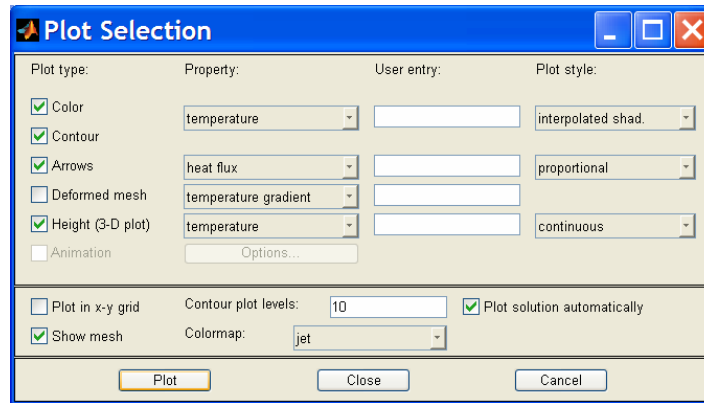 Plot Selection
Plot type: Property: User entry: Plot style:
Color
temperature interpolated shad.
Contour
Arrows heat flux proportional
Deformed mesh temperature gradient
Height (3-D plot) temperature continuous
Animation Options...
Plot in x-y grid Contour plot levels: 10 Plot solution automatically
Show mesh Colormap: jet
Plot Close Cancel